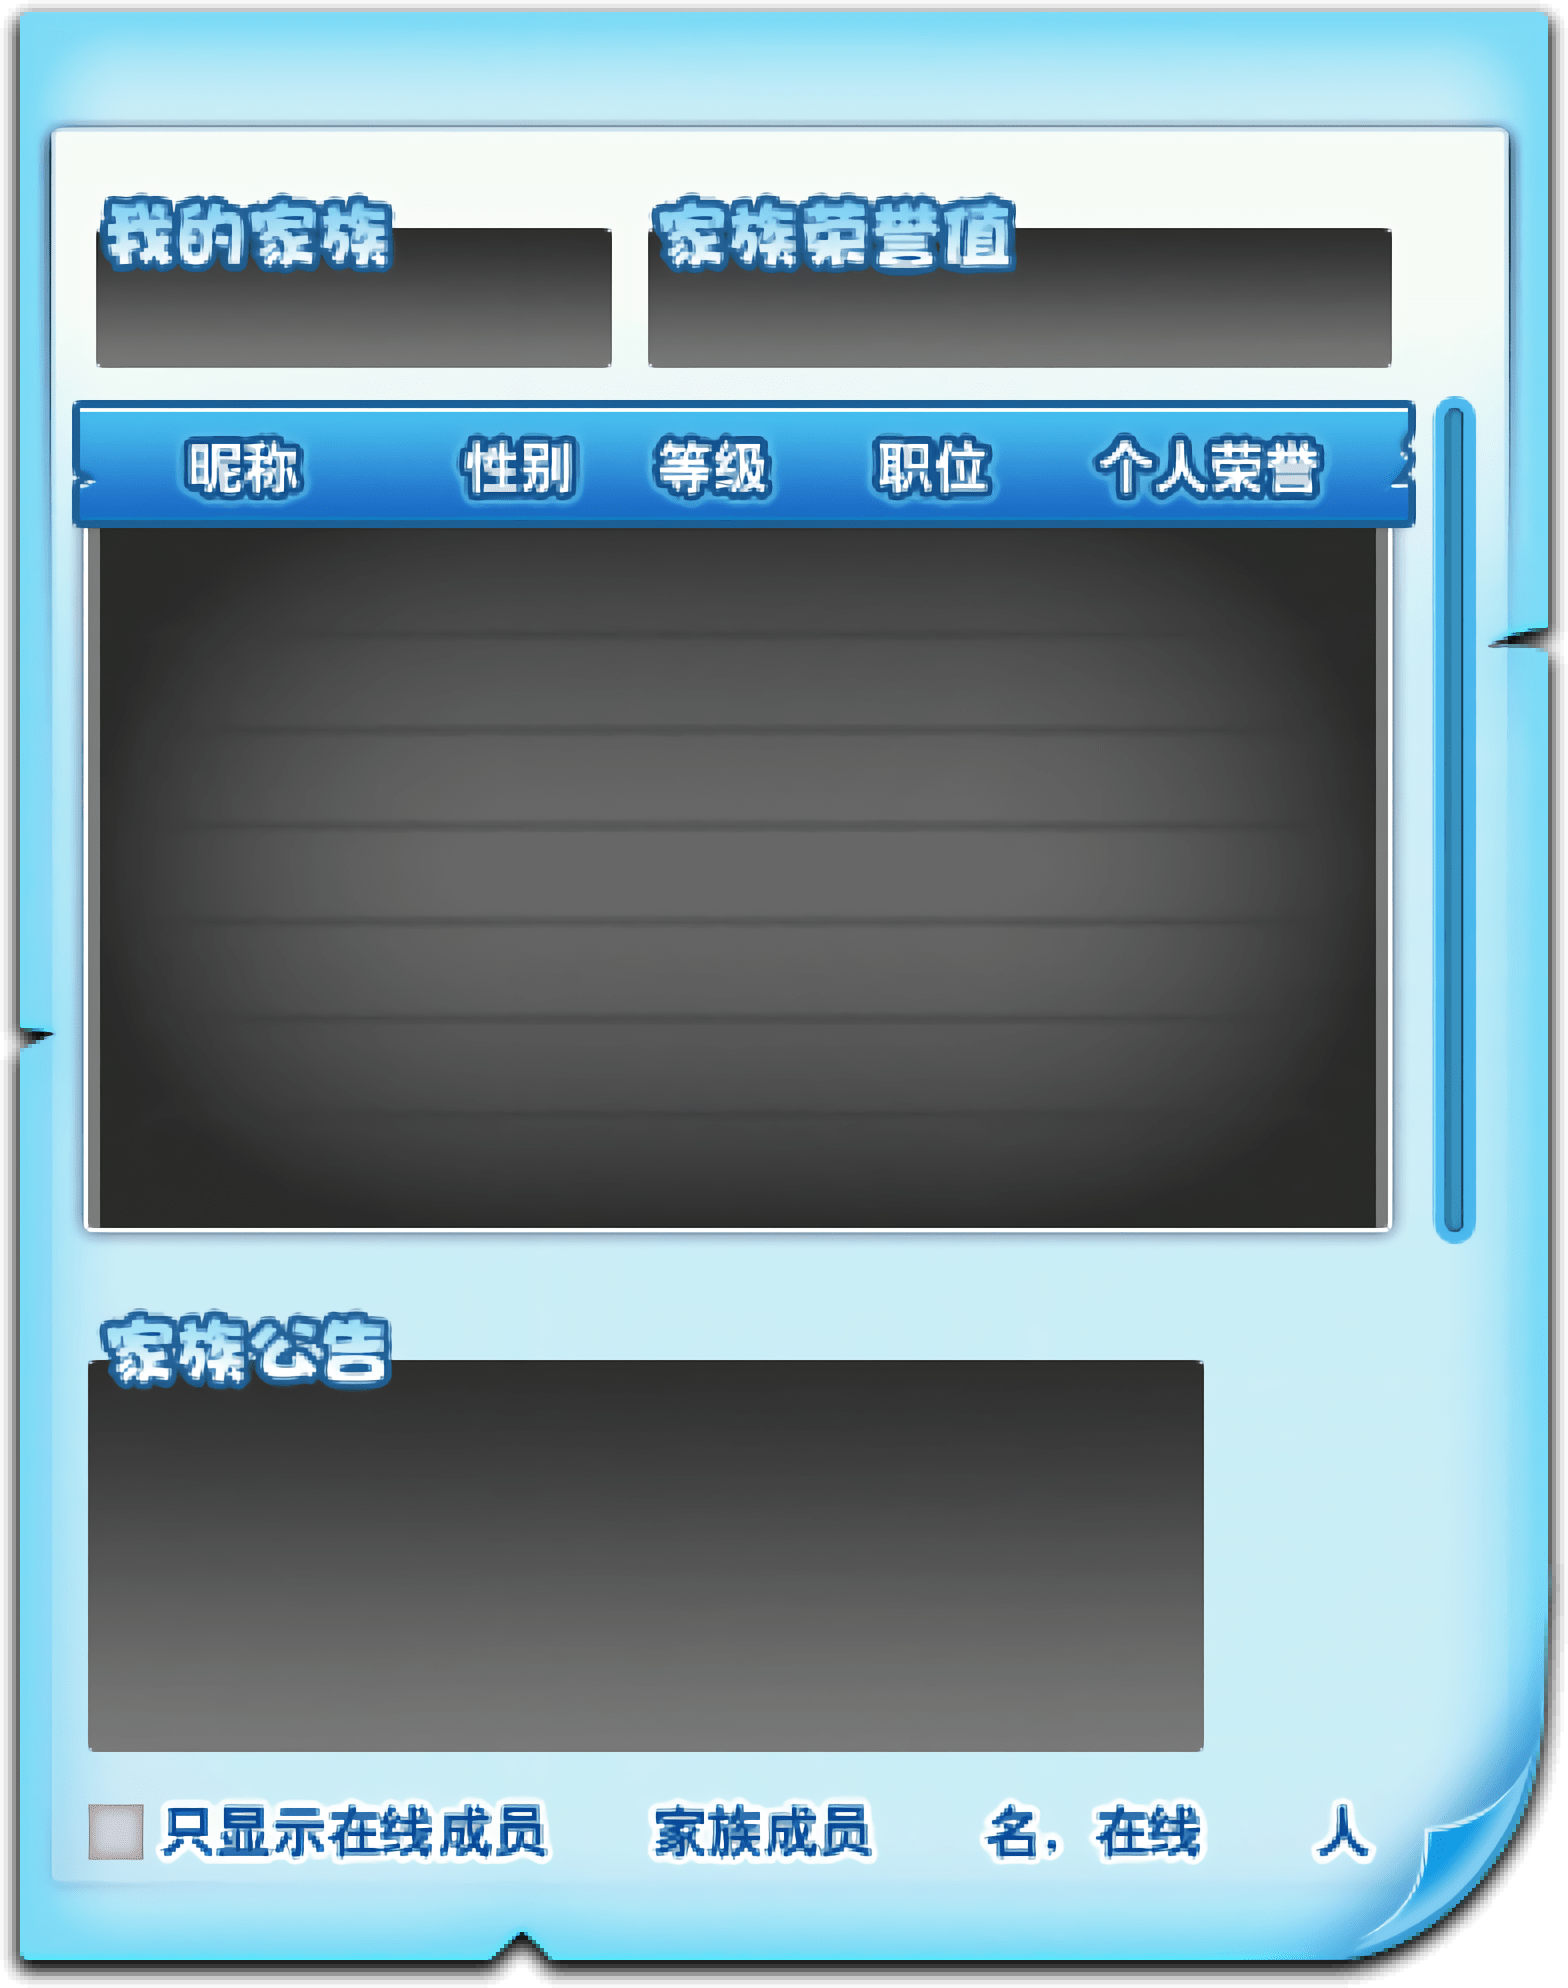 我的家族 家族荣誉值
昵称 性别 等级 职位 个人荣誉
家族公告
只显示在线成员 家族成员 名，在线 人